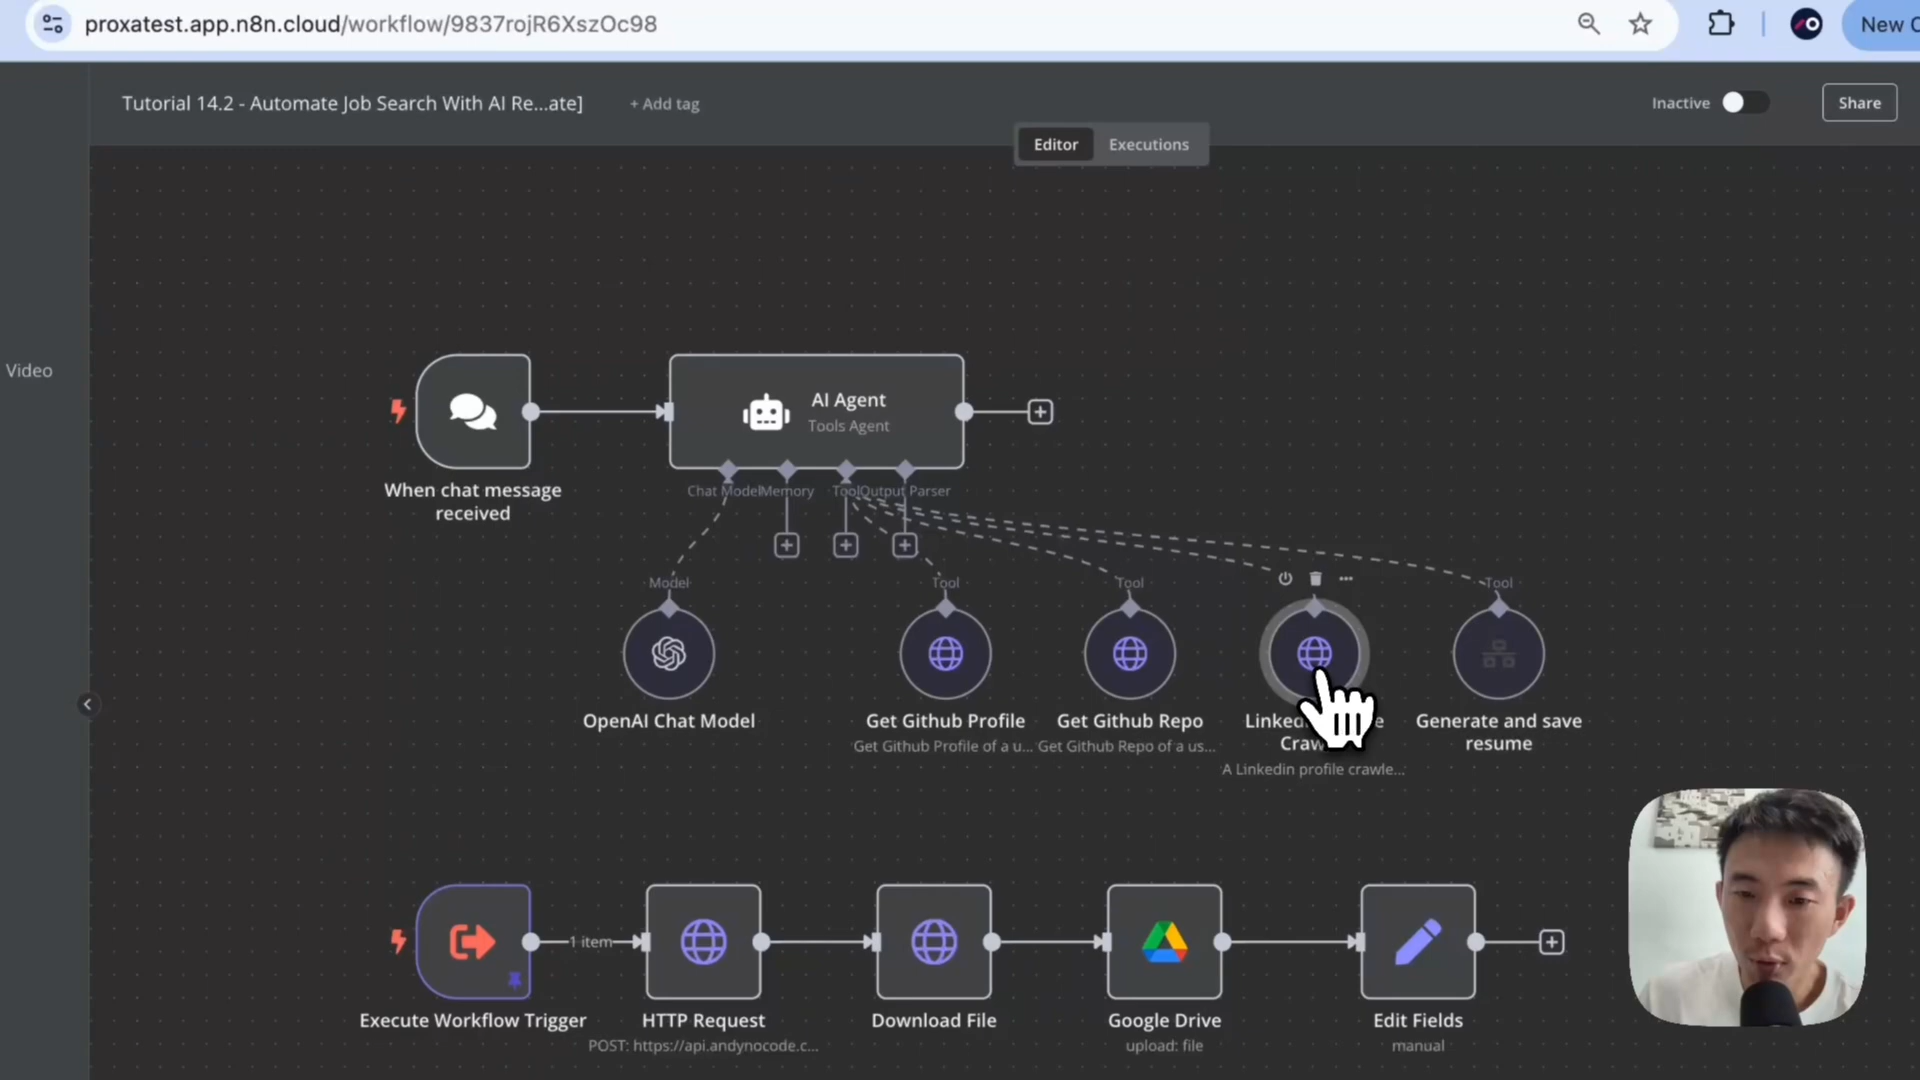 proxatest.app.n8n.cloud/workflow/9837rojR6XszOc98
New
Tutorial 14.2 - Automate Job Search With AI Re...ate]
+ Add tag
Inactive
Share
Editor
Executions
Video
AI Agent
Tools Agent
When chat message
received
Chat Model
Memory
Tool
Output Parser
Model
Tool
Tool
Tool
OpenAI Chat Model
Get Github Profile
Get Github Profile of a u...
Get Github Repo
Get Github Repo of a us...
A Linkedin profile crawle...
Generate and save
resume
1 item
Execute Workflow Trigger
HTTP Request
POST: https://api.andynocode.c...
Download File
Google Drive
upload: file
Edit Fields
manual